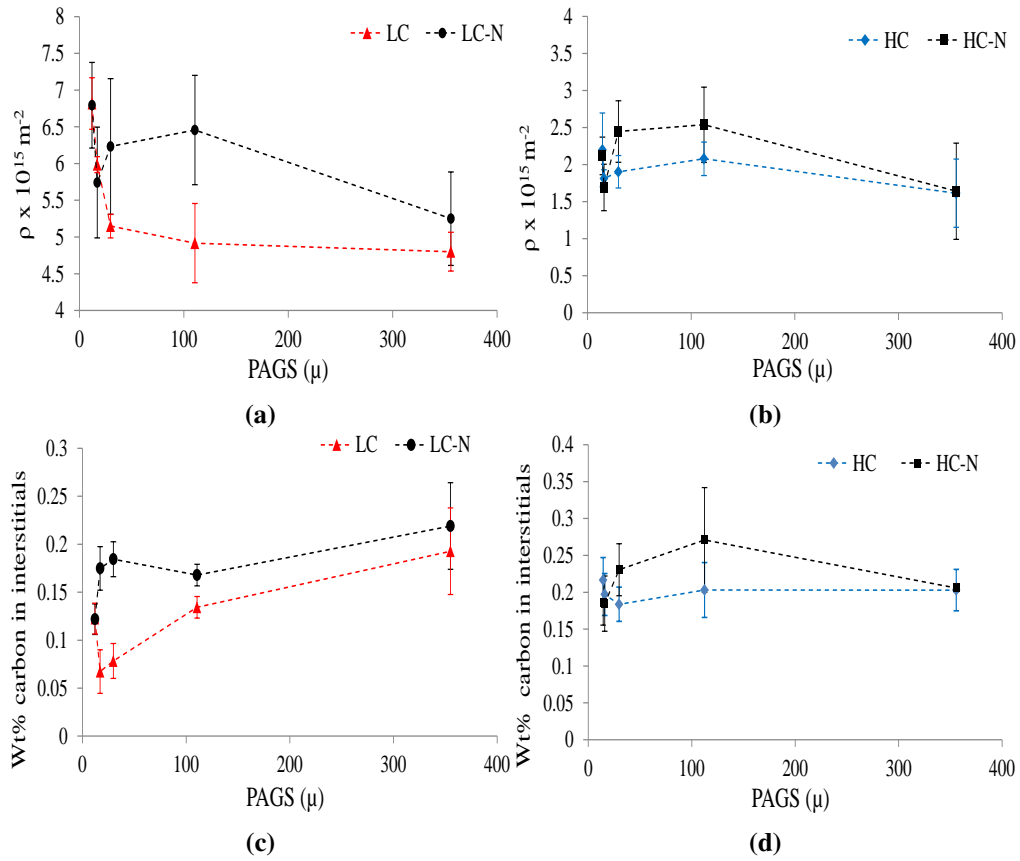 LC LC-N
8
7.5
7
6.5
6
5.5
5
4.5
4
ρ x 10¹⁵ m⁻²
0 100 200 300 400
PAGS (μ)
(a)
HC HC-N
4
3.5
3
2.5
2
1.5
1
0.5
0
ρ x 10¹⁵ m⁻²
0 100 200 300 400
PAGS (μ)
(b)
LC LC-N
0.3
0.25
0.2
0.15
0.1
0.05
0
Wt% carbon in interstitials
0 100 200 300 400
PAGS (μ)
(c)
HC HC-N
0.4
0.35
0.3
0.25
0.2
0.15
0.1
0.05
0
Wt% carbon in interstitials
0 100 200 300 400
PAGS (μ)
(d)